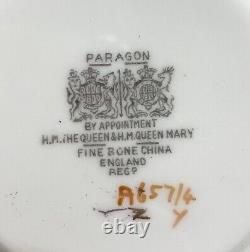 PARAGON
BY APPOINTMENT
H.M. THE QUEEN & H.M. QUEEN MARY
FINE BONE CHINA
ENGLAND
REGD
A657/4
Z Y